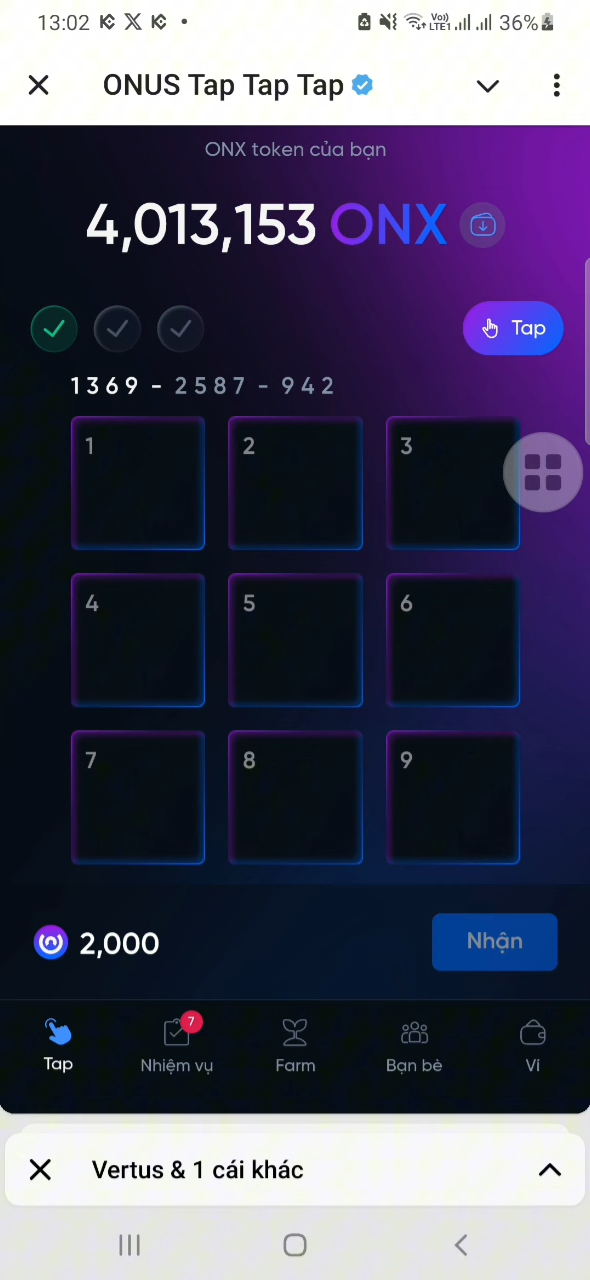 13:02 36%
Vo))
LTE1
ONUS Tap Tap Tap
ONX token của bạn
4,013,153 ONX
Tap
1369 - 2587 - 942
1 2 3
4 5 6
7 8 9
2,000 Nhận
7
Tap Nhiệm vụ Farm Bạn bè Ví
Vertus & 1 cái khác